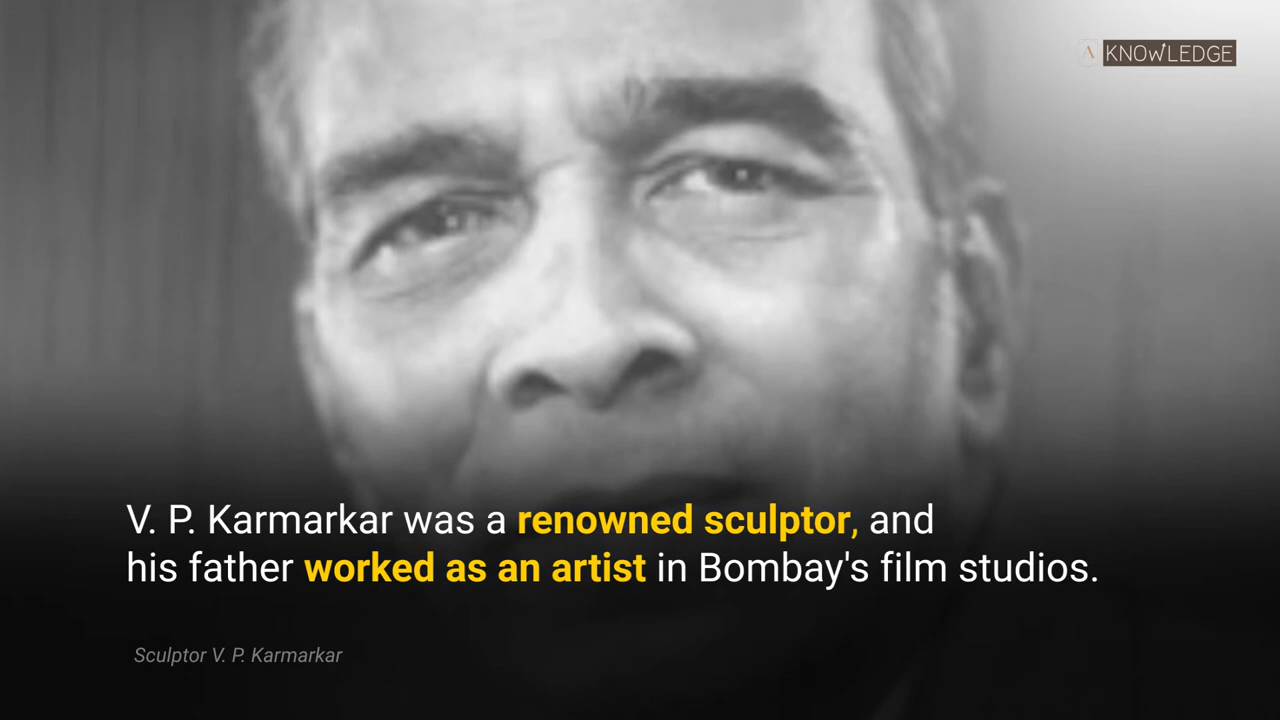 KNOWLEDGE
V. P. Karmarkar was a renowned sculptor, and
his father worked as an artist in Bombay's film studios.
Sculptor V. P. Karmarkar